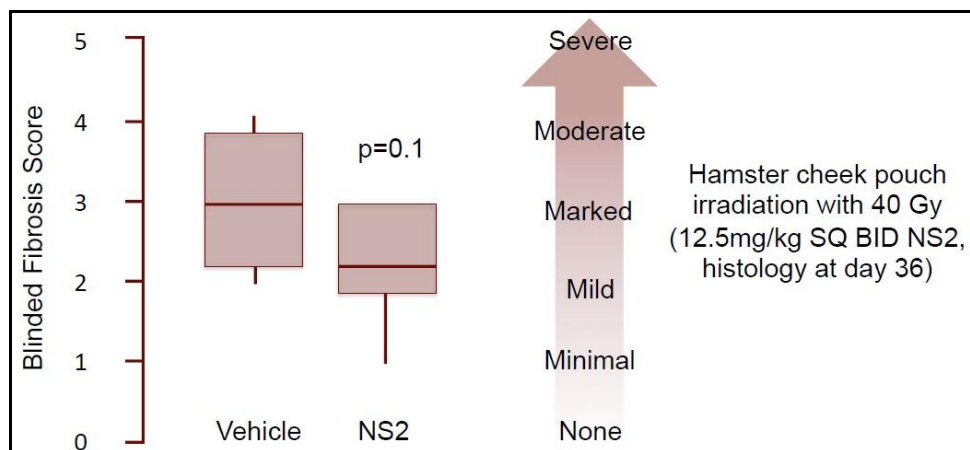 Blinded Fibrosis Score
5
4
3
2
1
0
p=0.1
Vehicle
NS2
Severe
Moderate
Marked
Mild
Minimal
None
Hamster cheek pouch
irradiation with 40 Gy
(12.5mg/kg SQ BID NS2,
histology at day 36)